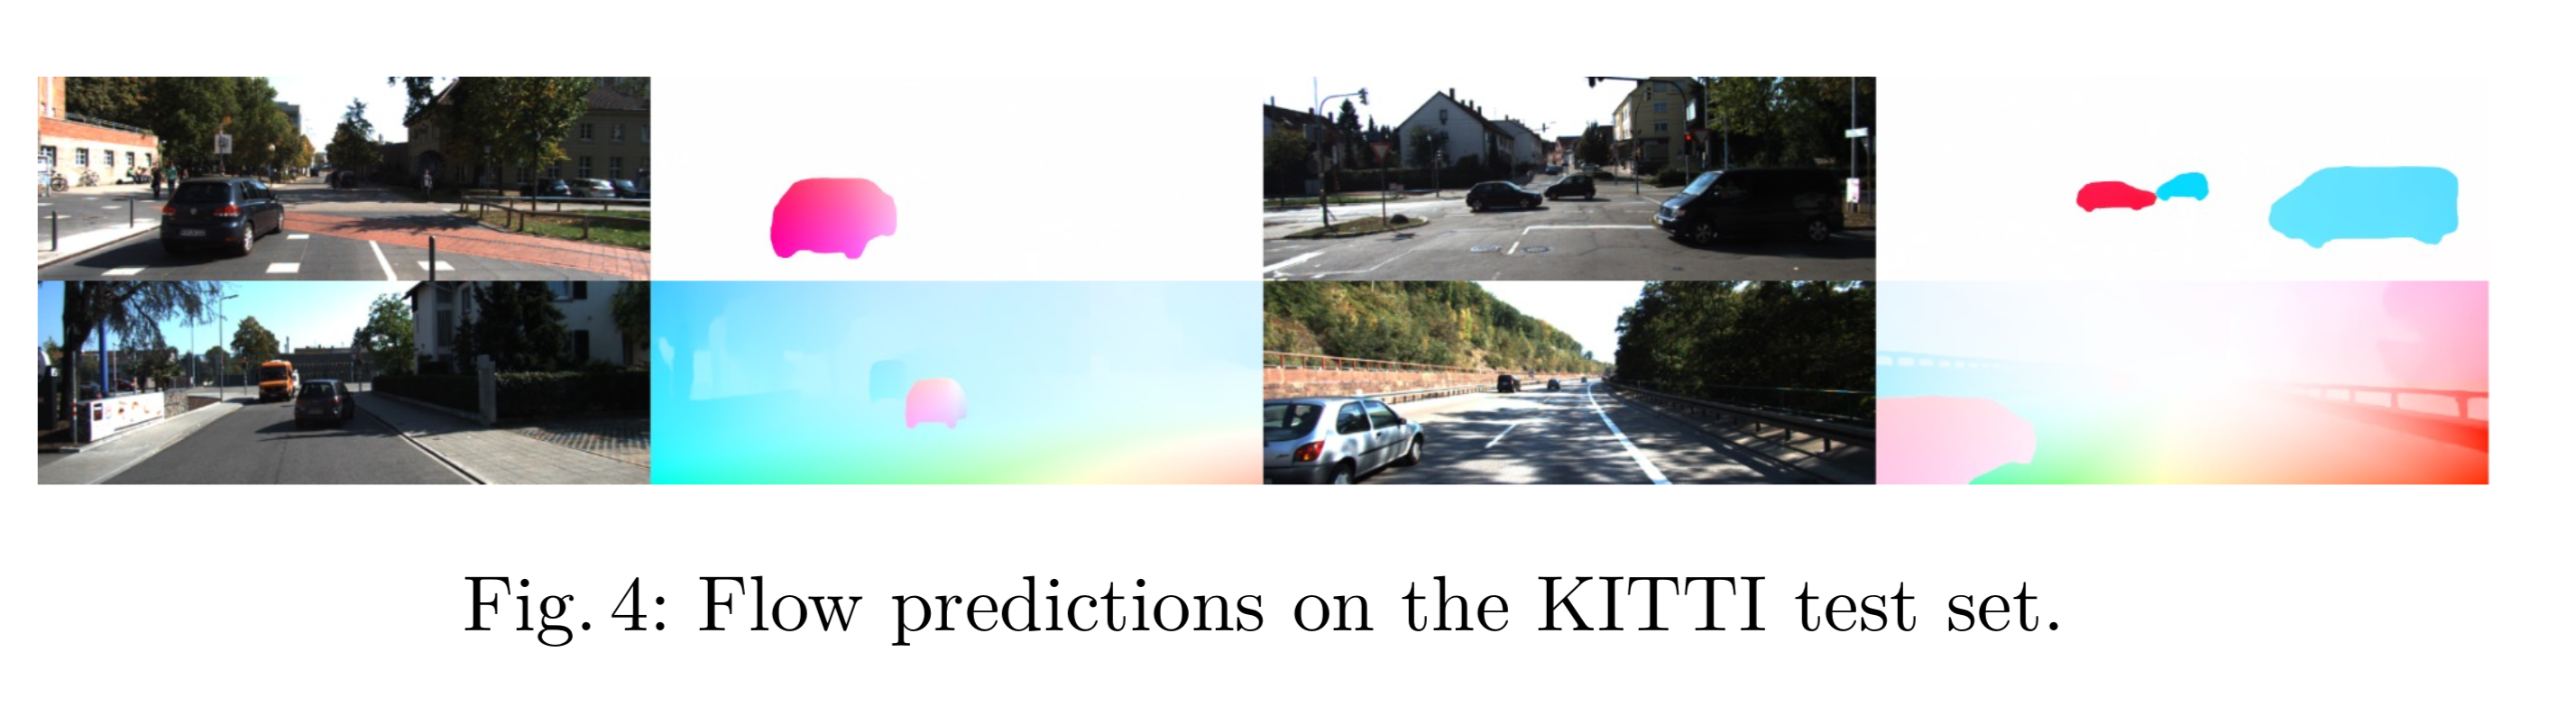 Fig. 4: Flow predictions on the KITTI test set.